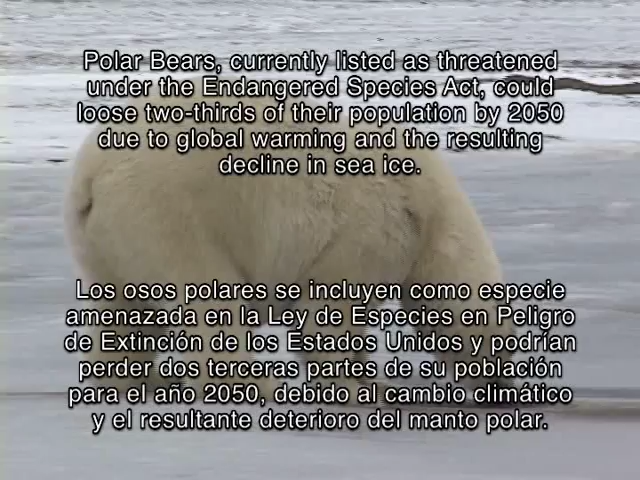 Polar Bears, currently listed as threatened
under the Endangered Species Act, could
loose two-thirds of their population by 2050
due to global warming and the resulting
decline in sea ice.
Los osos polares se incluyen como especie
amenazada en la Ley de Especies en Peligro
de Extinción de los Estados Unidos y podrían
perder dos terceras partes de su población
para el año 2050, debido al cambio climático
y el resultante deterioro del manto polar.